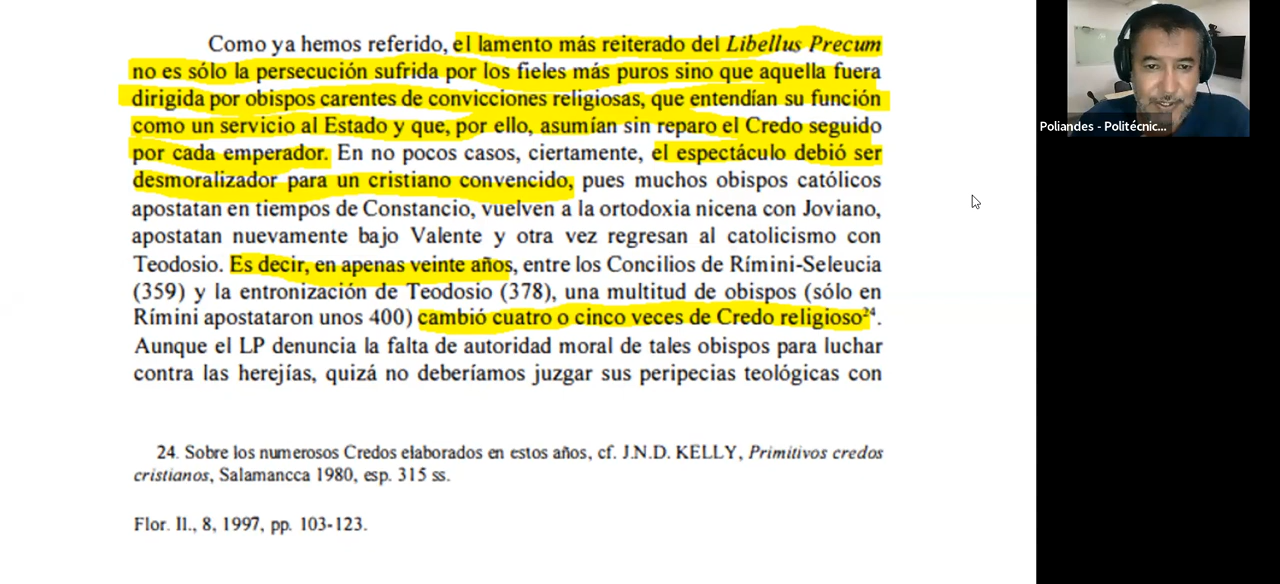 Como ya hemos referido, el lamento más reiterado del Libellus Precum
no es sólo la persecución sufrida por los fieles más puros sino que aquella fuera
dirigida por obispos carentes de convicciones religiosas, que entendían su función
como un servicio al Estado y que, por ello, asumían sin reparo el Credo seguido
por cada emperador. En no pocos casos, ciertamente, el espectáculo debió ser
desmoralizador para un cristiano convencido, pues muchos obispos católicos
apostatan en tiempos de Constancio, vuelven a la ortodoxia nicena con Joviano,
apostatan nuevamente bajo Valente y otra vez regresan al catolicismo con
Teodosio. Es decir, en apenas veinte años, entre los Concilios de Rímini-Seleucia
(359) y la entronización de Teodosio (378), una multitud de obispos (sólo en
Rímini apostataron unos 400) cambió cuatro o cinco veces de Credo religioso²⁴.
Aunque el LP denuncia la falta de autoridad moral de tales obispos para luchar
contra las herejías, quizá no deberíamos juzgar sus peripecias teológicas con
24. Sobre los numerosos Credos elaborados en estos años, cf. J.N.D. KELLY, Primitivos credos
cristianos, Salamancca 1980, esp. 315 ss.
Flor. Il., 8, 1997, pp. 103-123.
Poliandes - Politécnic...